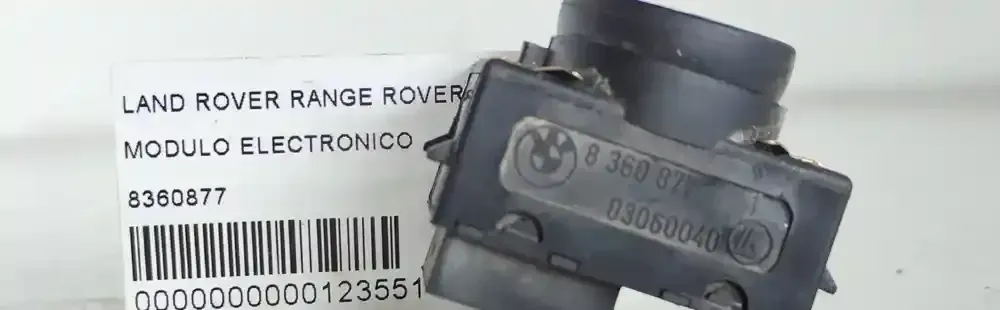 LAND ROVER RANGE ROVER
MODULO ELECTRONICO
8360877
0000000000123551
8 360 87
03060040